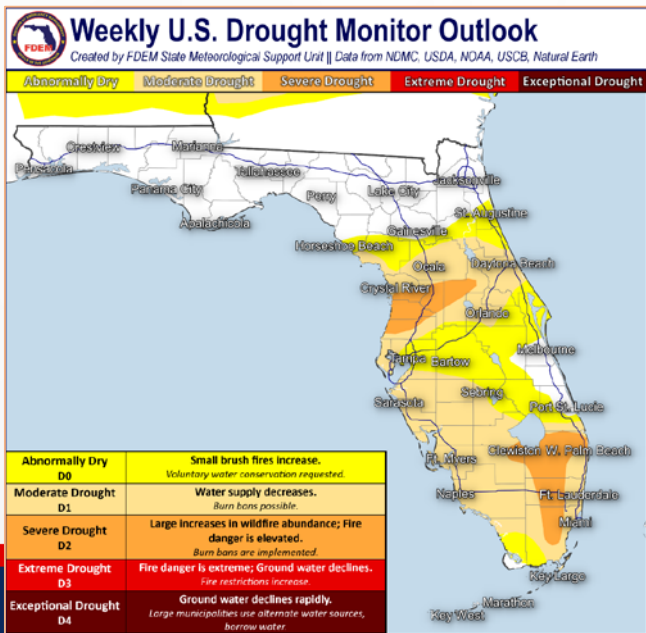 FDEM
Weekly U.S. Drought Monitor Outlook
Created by FDEM State Meteorological Support Unit || Data from NDMC, USDA, NOAA, USCB, Natural Earth
Abnormally Dry Moderate Drought Severe Drought Extreme Drought Exceptional Drought
Crestview Marianna
Pensacola
Tallahassee
Jacksonville
Panama City
Perry
Lake City
Apalachicola
St. Augustine
Gainesville
Horseshoe Beach
Ocala
Daytona Beach
Crystal River
Orlando
Melbourne
Tampa
Bartow
Sebring
Sarasota
Port St. Lucie
Clewiston W. Palm Beach
Ft. Myers
Naples
Ft. Lauderdale
Miami
Key Largo
Marathon
Key West
Abnormally Dry
D0
Small brush fires increase.
Voluntary water conservation requested.
Moderate Drought
D1
Water supply decreases.
Burn bans possible.
Severe Drought
D2
Large increases in wildfire abundance; Fire
danger is elevated.
Burn bans are implemented.
Extreme Drought
D3
Fire danger is extreme; Ground water declines.
Fire restrictions increase.
Exceptional Drought
D4
Ground water declines rapidly.
Large municipalities use alternate water sources,
borrow water.